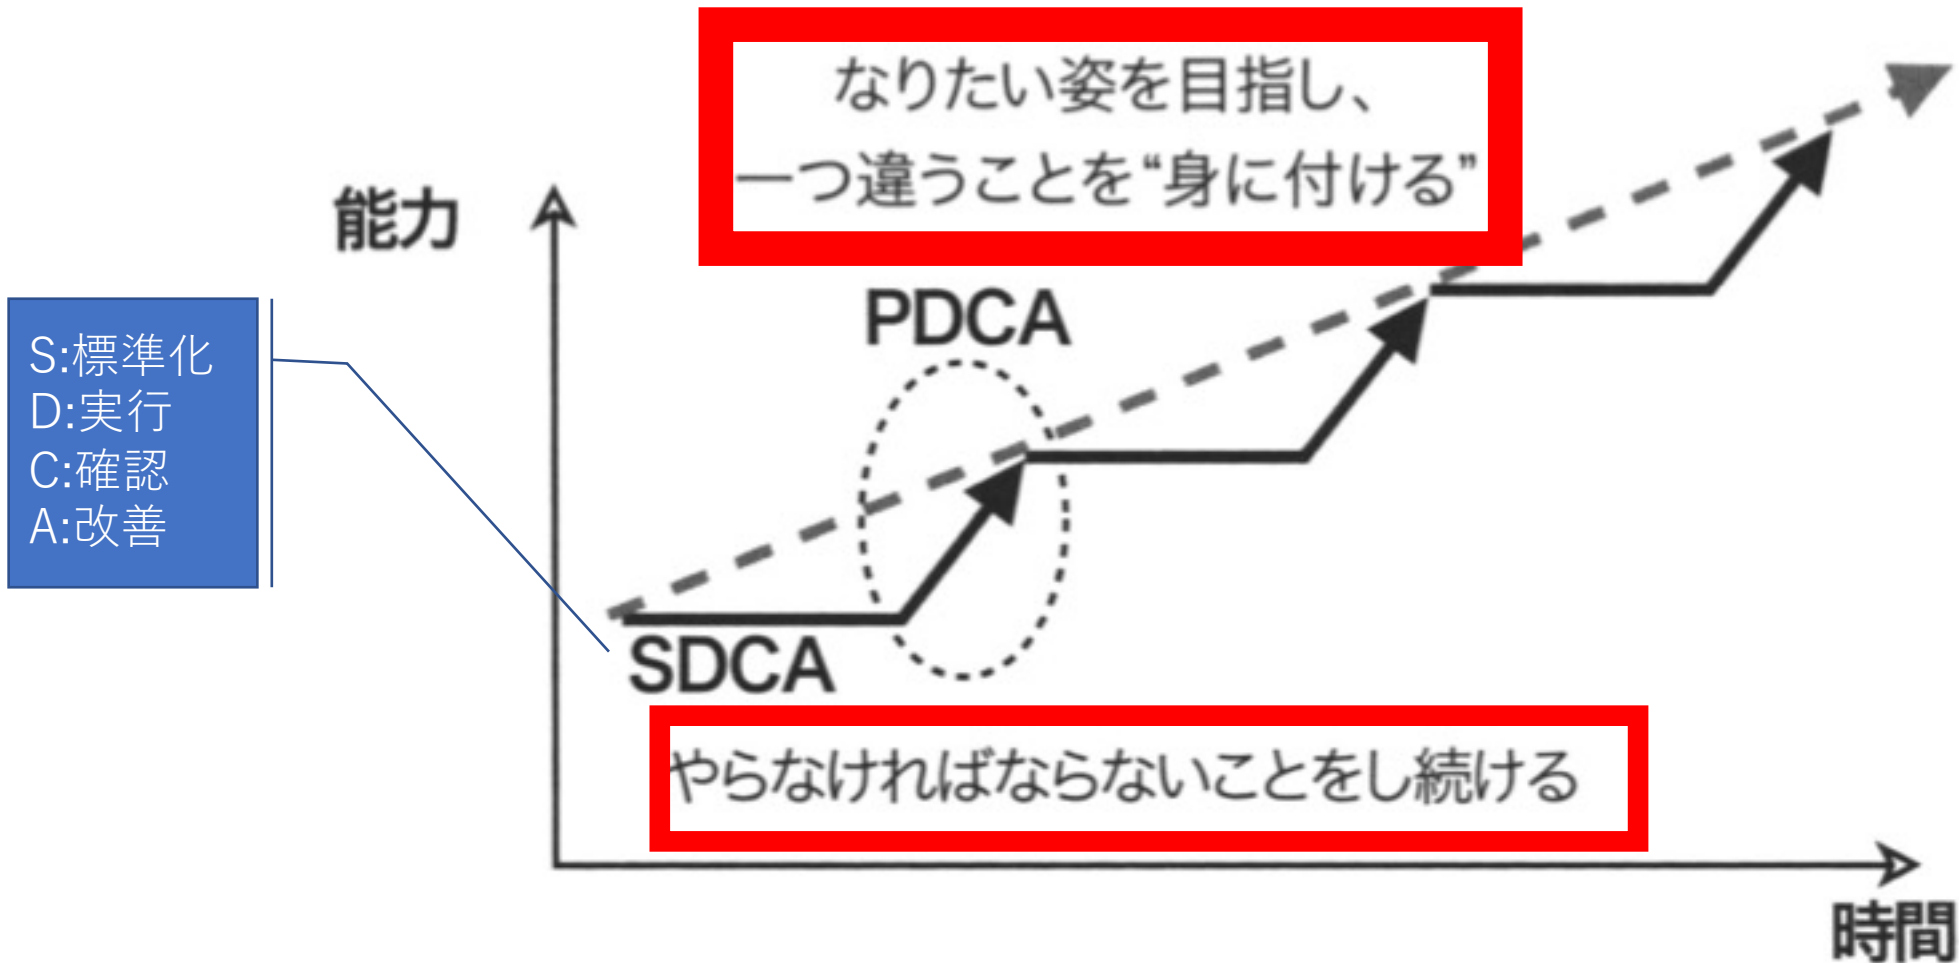 なりたい姿を目指し、
一つ違うことを“身に付ける”
能力
PDCA
S:標準化
D:実行
C:確認
A:改善
SDCA
やらなければならないことをし続ける
時間